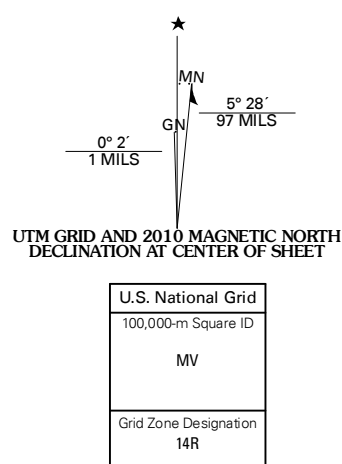 MN
GN
5° 28´
97 MILS
0° 2´
1 MILS
UTM GRID AND 2010 MAGNETIC NORTH
DECLINATION AT CENTER OF SHEET
U.S. National Grid
100,000-m Square ID
MV
Grid Zone Designation
14R